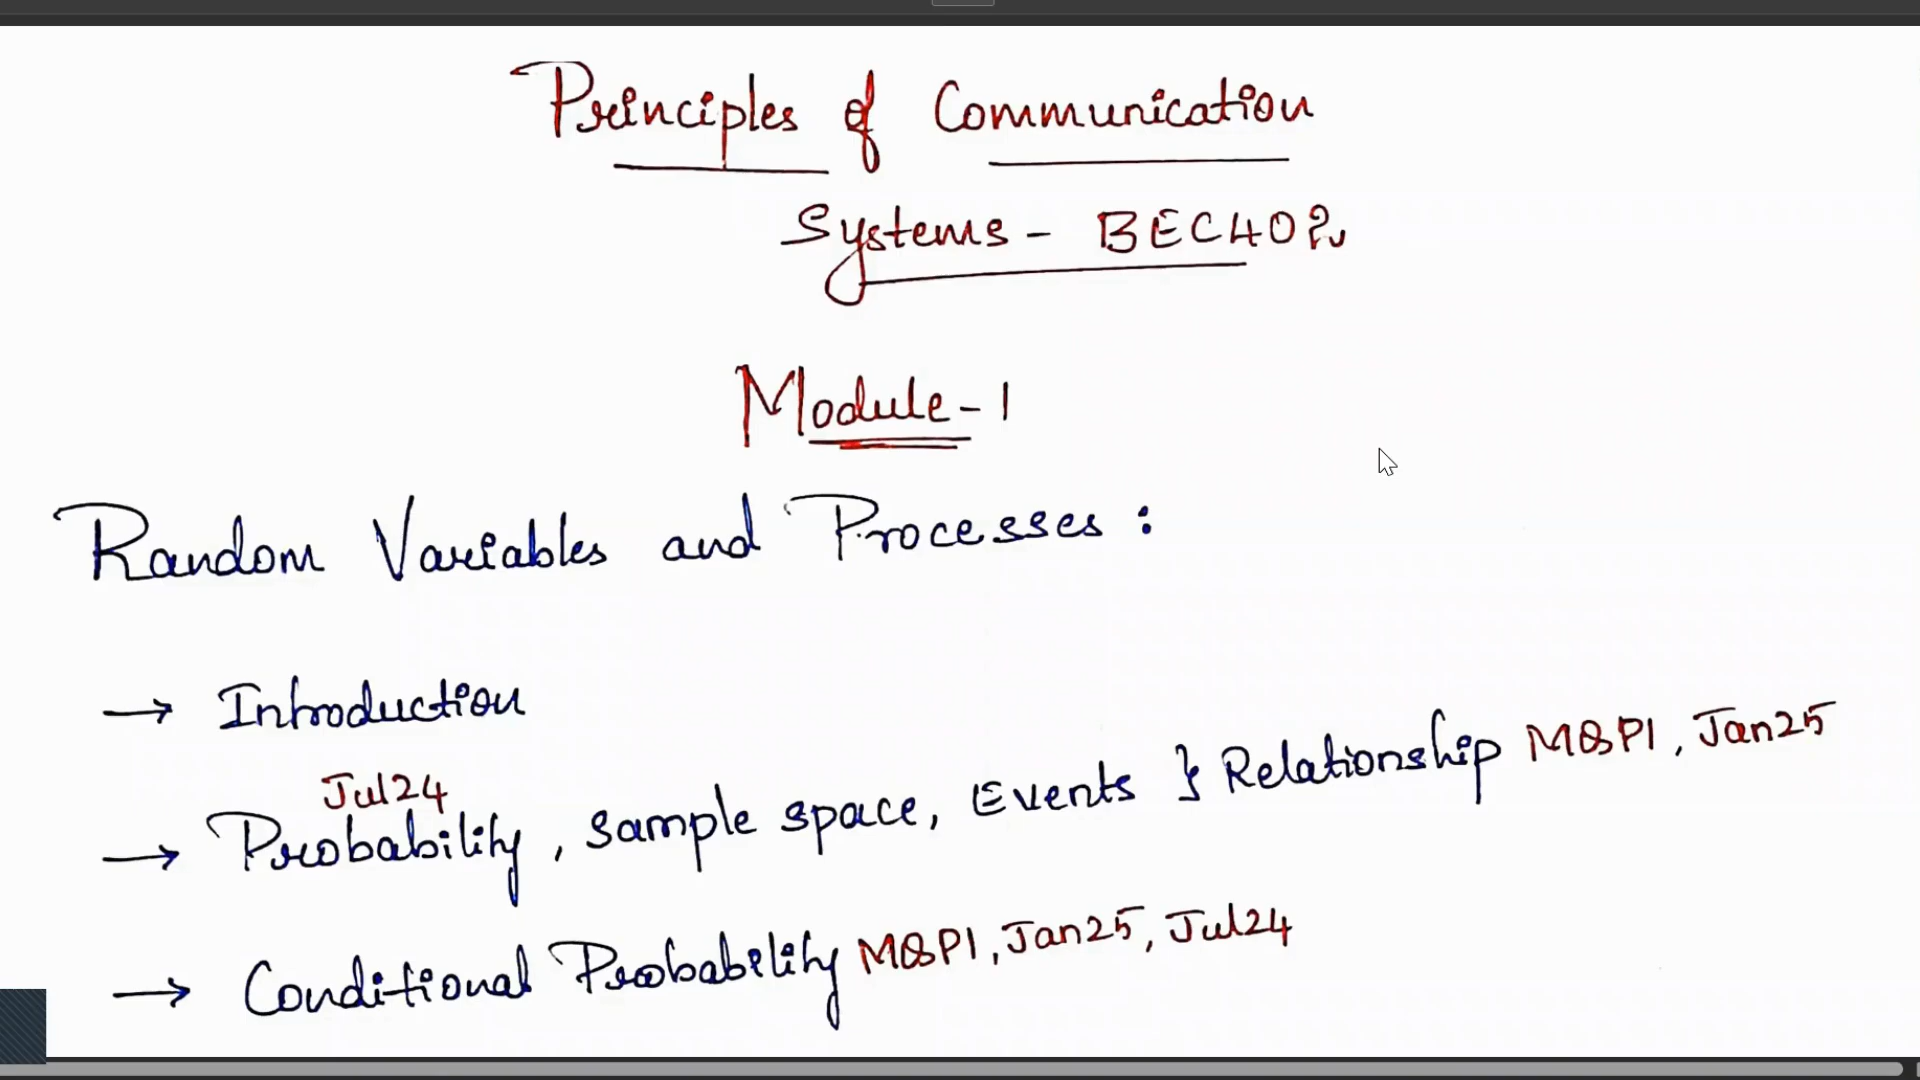 Principles of Communication
Systems - BEC402
Module-1
Random Variables and Processes :
→ Introduction
Jul24
→ Probability, Sample space, Events } Relationship MQP1, Jan25
→ Conditional Probability MQP1, Jan25, Jul24